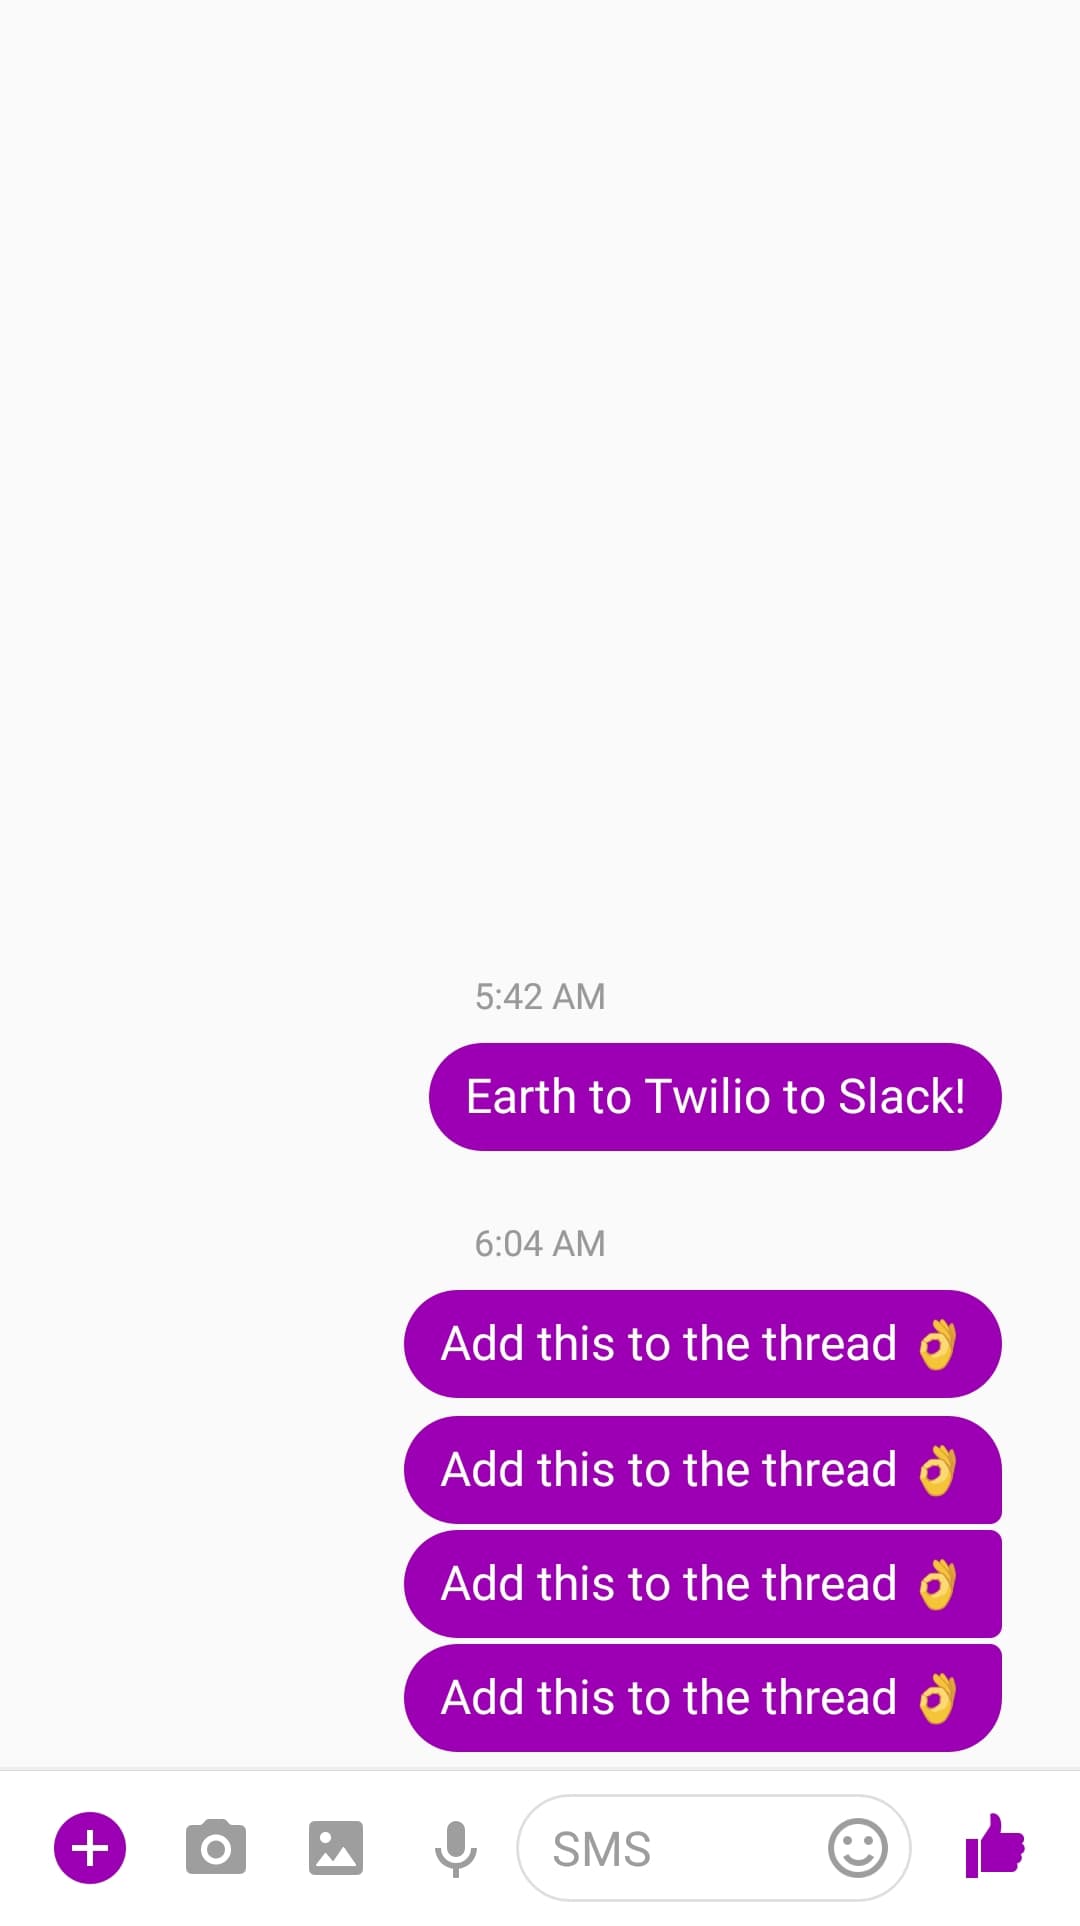 5:42 AM
Earth to Twilio to Slack!
6:04 AM
Add this to the thread 👌
Add this to the thread 👌
Add this to the thread 👌
Add this to the thread 👌
SMS